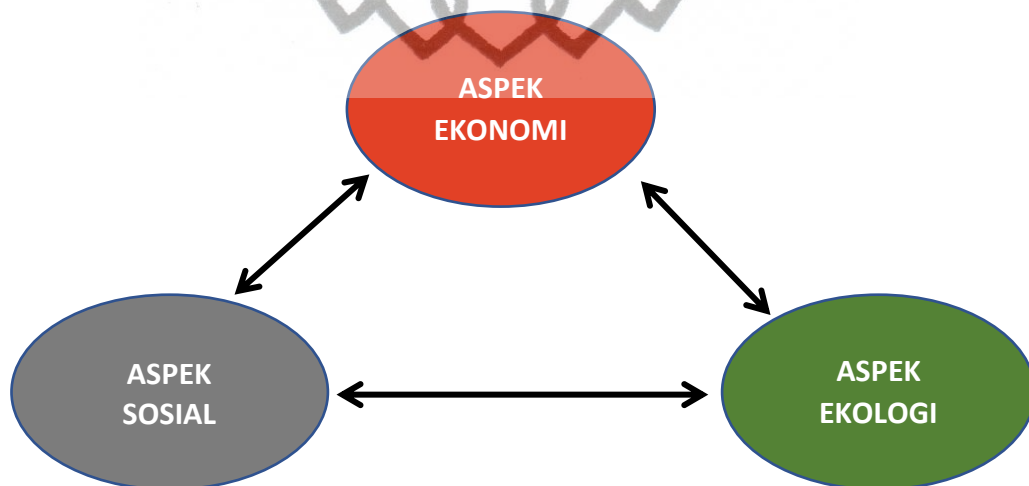 ASPEK
EKONOMI
ASPEK
SOSIAL
ASPEK
EKOLOGI